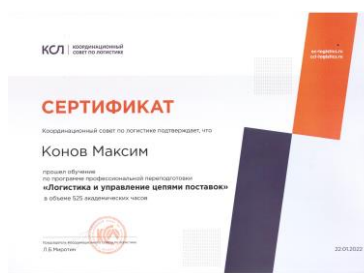 КСЛ
КООРДИНАЦИОННЫЙ
СОВЕТ ПО ЛОГИСТИКЕ
СЕРТИФИКАТ
Координационный совет по логистике подтверждает, что
Конов Максим
прошел обучение
по программе профессиональной переподготовки
«Логистика и управление цепями поставок»
в объеме 525 академических часов
Л.Б.Миротин
22.01.2022